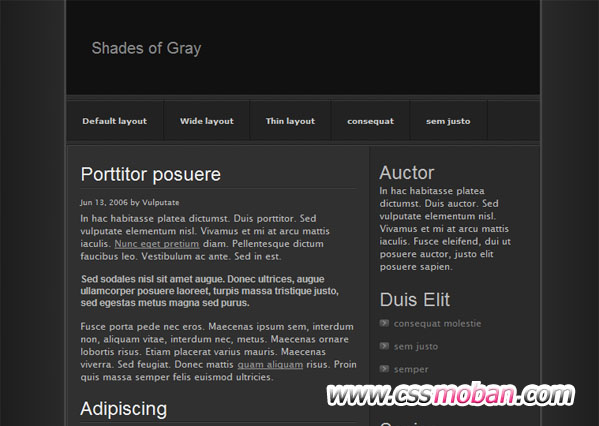 Shades of Gray
Default layout
Wide layout
Thin layout
consequat
sem justo
Porttitor posuere
Jun 13, 2006 by Vulputate
In hac habitasse platea dictumst. Duis porttitor. Sed
vulputate elementum nisl. Vivamus et mi at arcu mattis
iaculis. Nunc eget pretium diam. Pellentesque dictum
faucibus leo. Vestibulum ac ante. Sed in est.
Sed sodales nisl sit amet augue. Donec ultrices, augue
ullamcorper posuere laoreet, turpis massa tristique justo,
sed egestas metus magna sed purus.
Fusce porta pede nec eros. Maecenas ipsum sem, interdum
non, aliquam vitae, interdum nec, metus. Maecenas ornare
lobortis risus. Etiam placerat varius mauris. Maecenas
viverra. Sed feugiat. Donec mattis quam aliquam risus. Proin
quis massa semper felis euismod ultricies.
Adipiscing
Auctor
In hac habitasse platea
dictumst. Duis auctor. Sed
vulputate elementum nisl.
Vivamus et mi at arcu mattis
iaculis. Fusce eleifend, dui ut
posuere auctor, justo elit
posuere sapien.
Duis Elit
consequat molestie
sem justo
semper
www.cssmoban.com